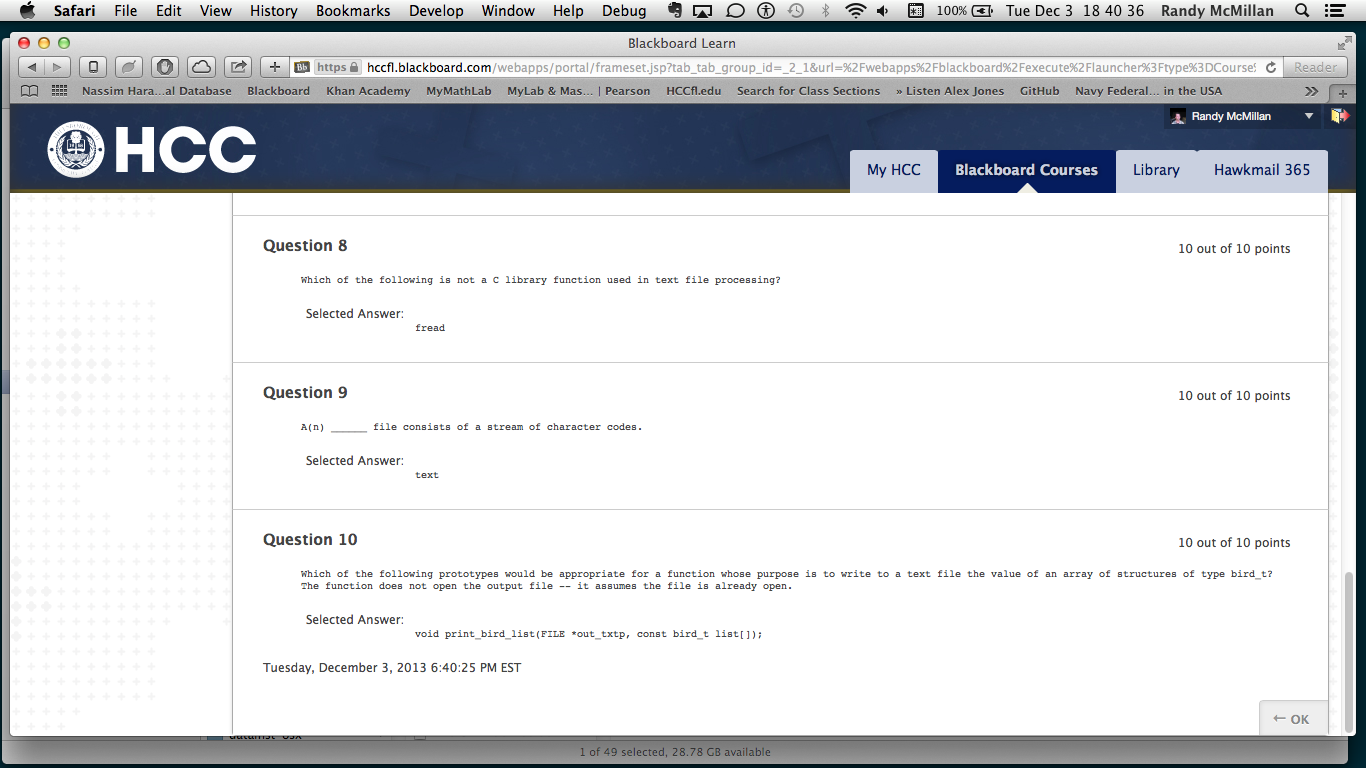 Safari File Edit View History Bookmarks Develop Window Help Debug 100% Tue Dec 3 18 40 36 Randy McMillan
Blackboard Learn
Bb https hccfl.blackboard.com/webapps/portal/frameset.jsp?tab_tab_group_id=_2_1&url=%2Fwebapps%2Fblackboard%2Fexecute%2Flauncher%3Ftype%3DCourse Reader
Nassim Hara...al Database Blackboard Khan Academy MyMathLab MyLab & Mas... | Pearson HCCfl.edu Search for Class Sections » Listen Alex Jones GitHub Navy Federal... in the USA
Randy McMillan
HCC
My HCC Blackboard Courses Library Hawkmail 365
Question 8
10 out of 10 points
Which of the following is not a C library function used in text file processing?
Selected Answer:
fread
Question 9
10 out of 10 points
A(n) ______ file consists of a stream of character codes.
Selected Answer:
text
Question 10
10 out of 10 points
Which of the following prototypes would be appropriate for a function whose purpose is to write to a text file the value of an array of structures of type bird_t?
The function does not open the output file -- it assumes the file is already open.
Selected Answer:
void print_bird_list(FILE *out_txtp, const bird_t list[]);
Tuesday, December 3, 2013 6:40:25 PM EST
← OK
1 of 49 selected, 28.78 GB available